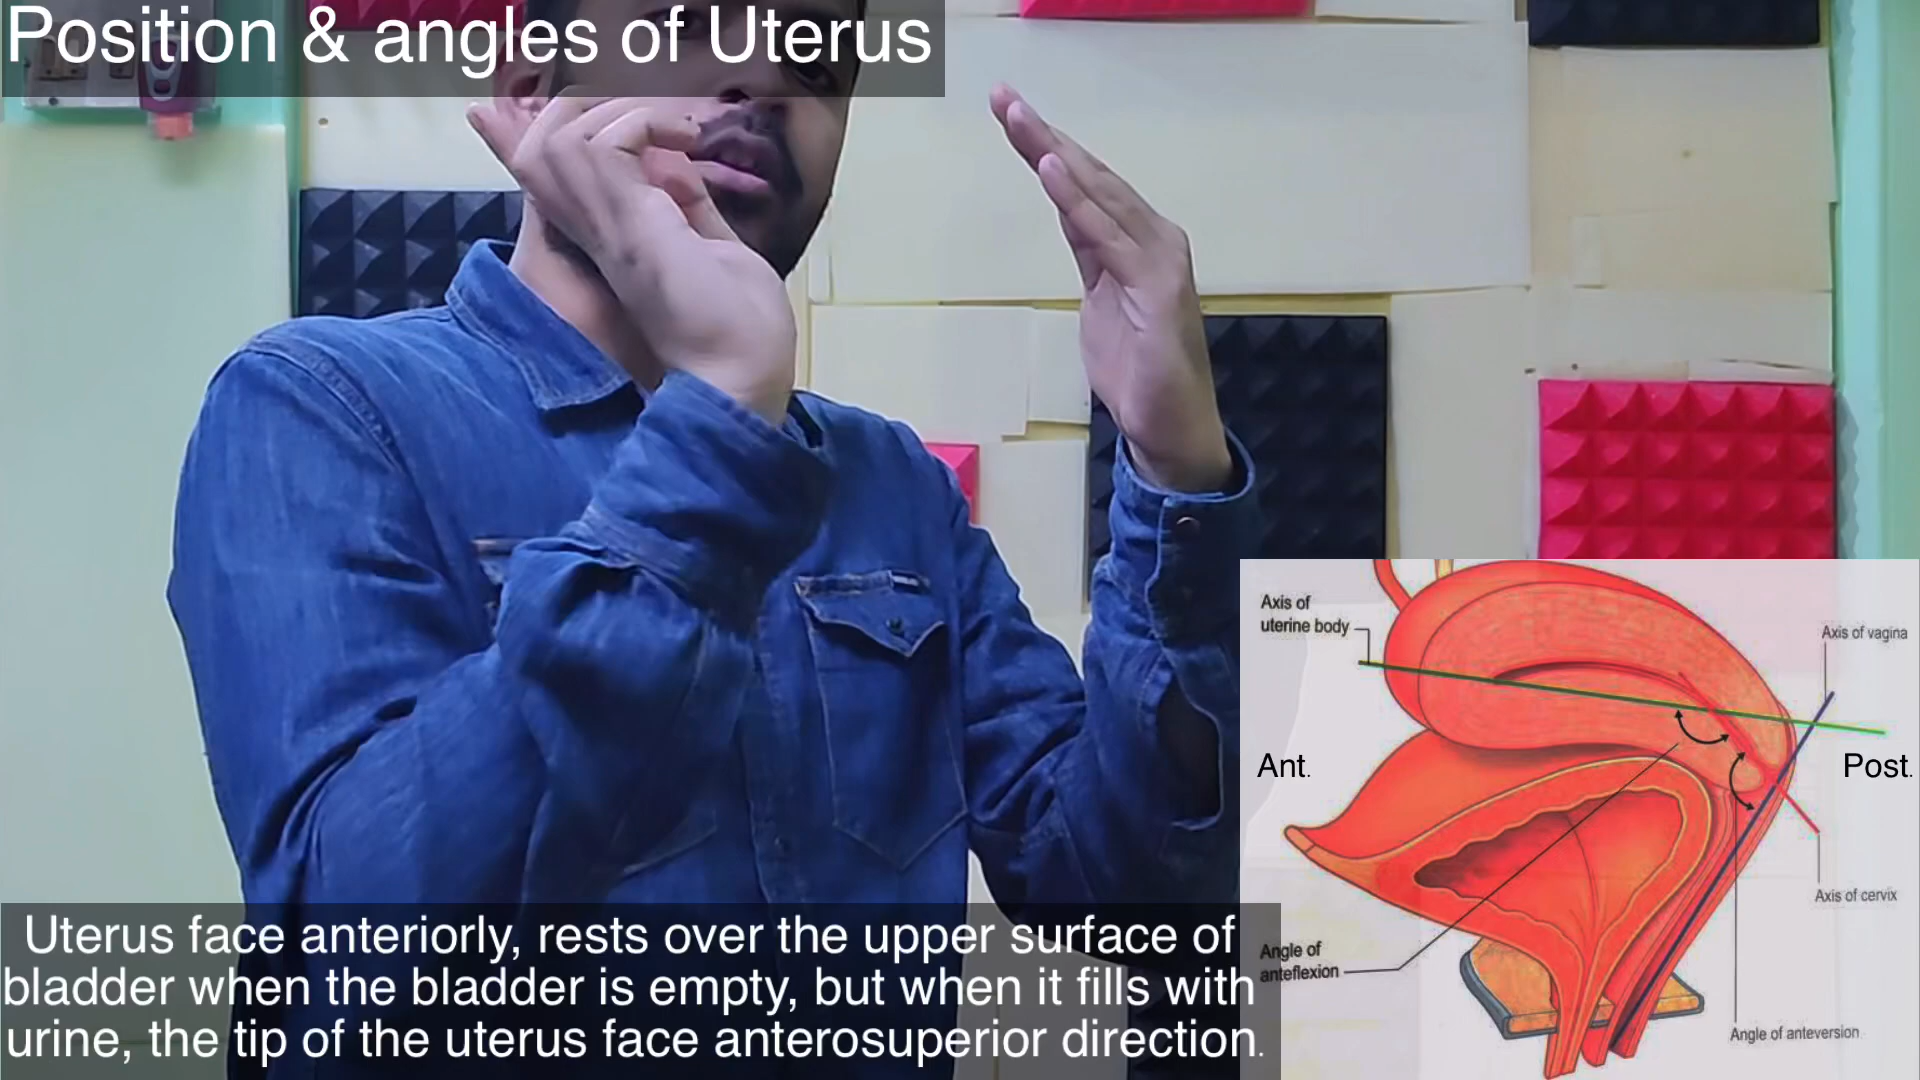 Position & angles of Uterus
Axis of
uterine body
Axis of vagina
Ant.
Post.
Axis of cervix
Angle of
anteflexion
Angle of anteversion
Uterus face anteriorly, rests over the upper surface of
bladder when the bladder is empty, but when it fills with
urine, the tip of the uterus face anterosuperior direction.